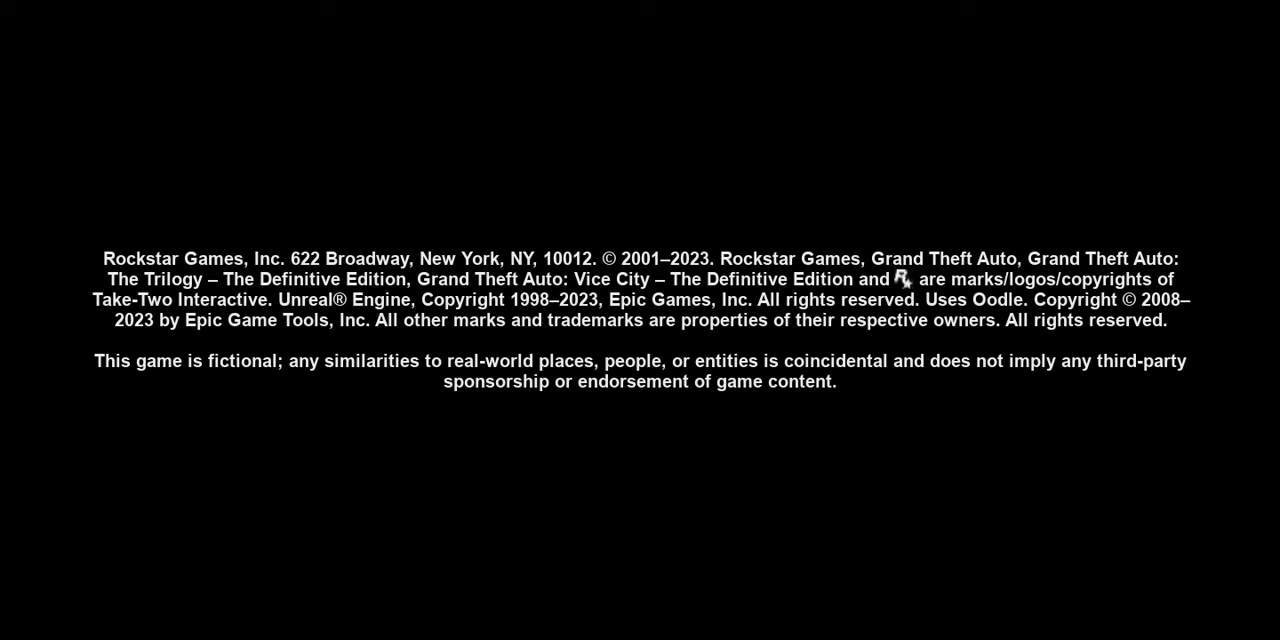 Rockstar Games, Inc. 622 Broadway, New York, NY, 10012. © 2001–2023. Rockstar Games, Grand Theft Auto, Grand Theft Auto:
The Trilogy – The Definitive Edition, Grand Theft Auto: Vice City – The Definitive Edition and R* are marks/logos/copyrights of
Take-Two Interactive. Unreal® Engine, Copyright 1998–2023, Epic Games, Inc. All rights reserved. Uses Oodle. Copyright © 2008–
2023 by Epic Game Tools, Inc. All other marks and trademarks are properties of their respective owners. All rights reserved.
This game is fictional; any similarities to real-world places, people, or entities is coincidental and does not imply any third-party
sponsorship or endorsement of game content.